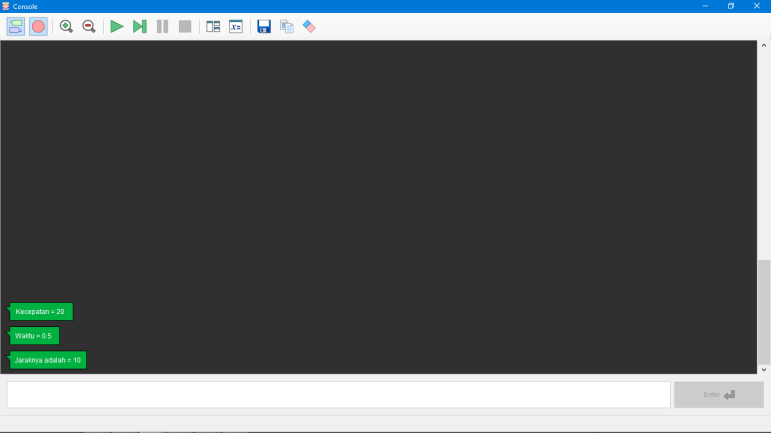 Console
Kecepatan = 20
Waktu = 0.5
Jaraknya adalah = 10
Enter